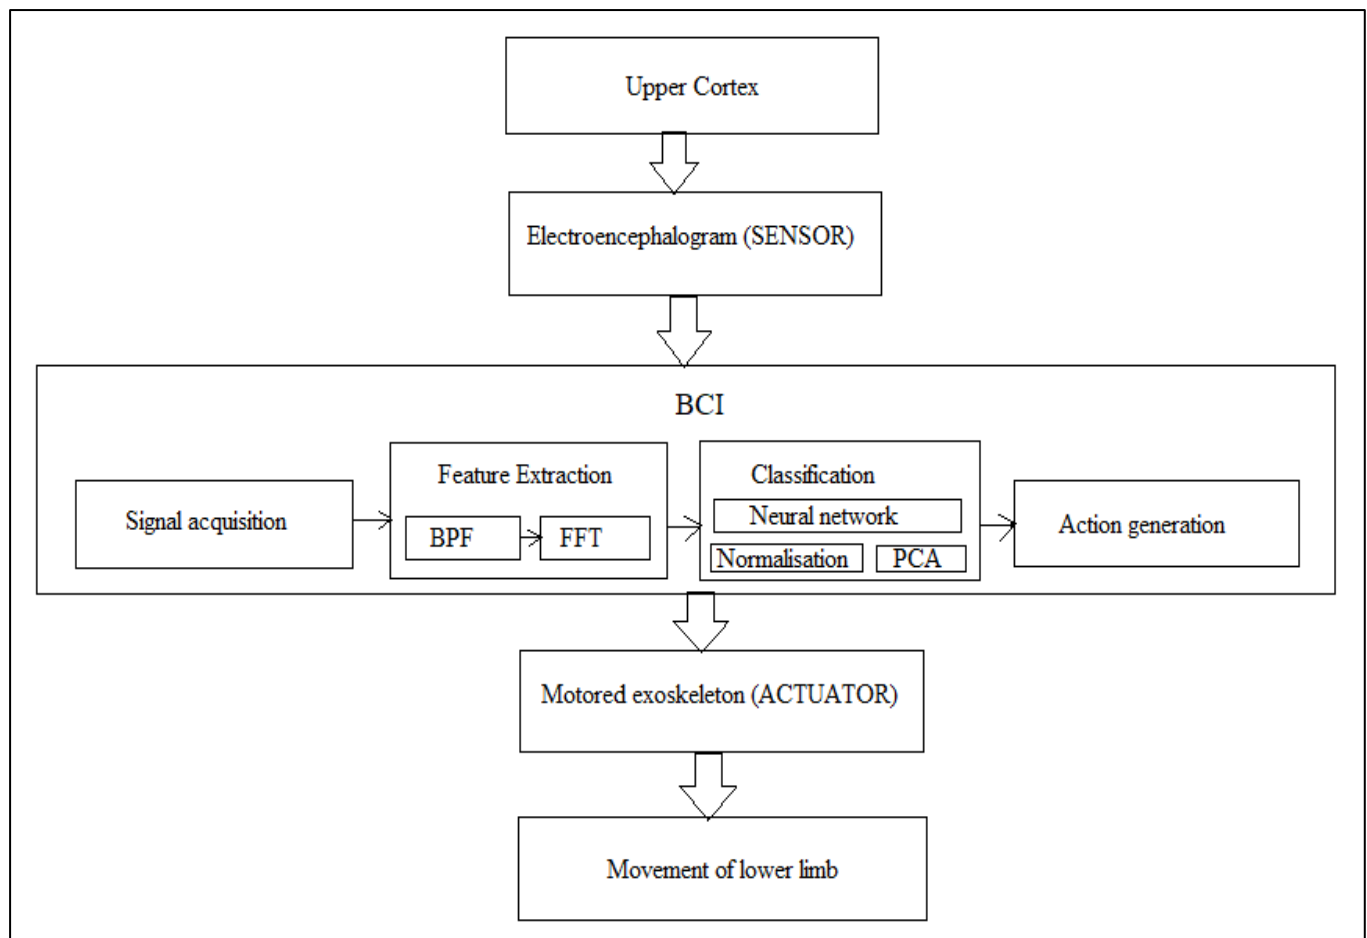 Upper Cortex
Electroencephalogram (SENSOR)
BCI
Signal acquisition
Feature Extraction
BPF
FFT
Classification
Neural network
Normalisation
PCA
Action generation
Motored exoskeleton (ACTUATOR)
Movement of lower limb